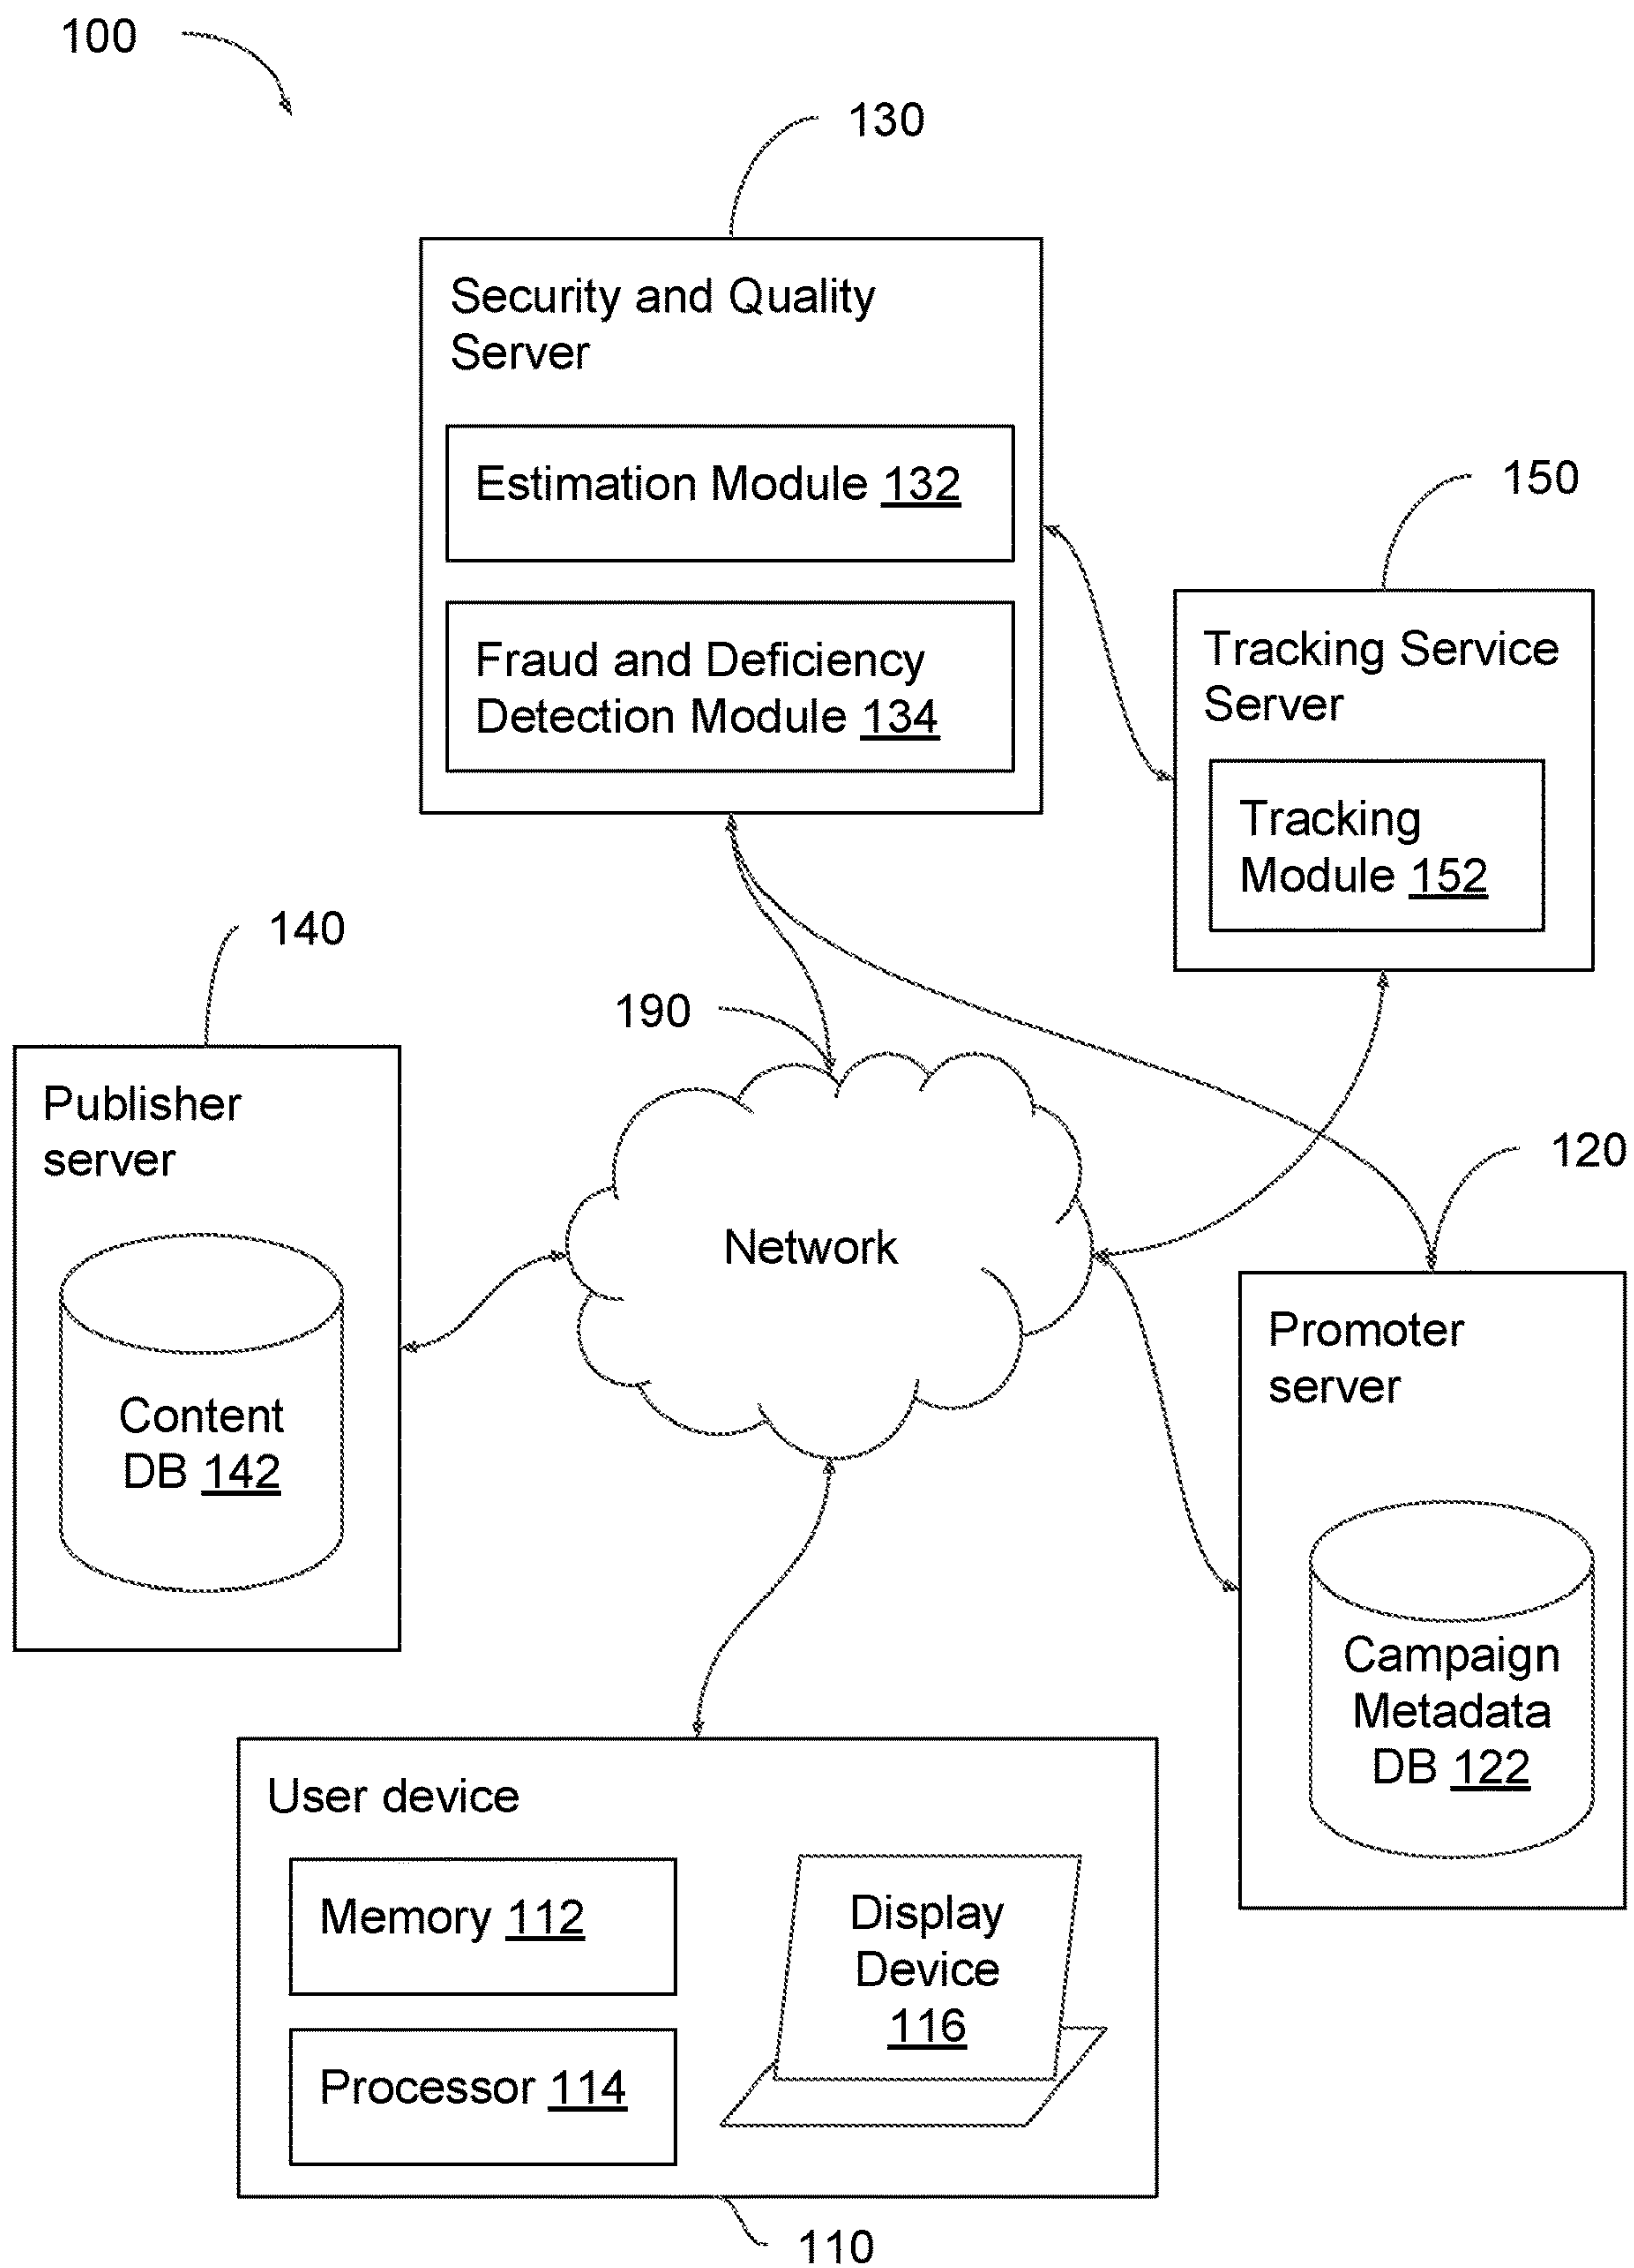 100
130
Security and Quality
Server
Estimation Module 132
Fraud and Deficiency
Detection Module 134
150
Tracking Service
Server
Tracking
Module 152
140
190
Publisher
server
Content
DB 142
Network
120
Promoter
server
Campaign
Metadata
DB 122
User device
Memory 112
Processor 114
Display
Device
116
110